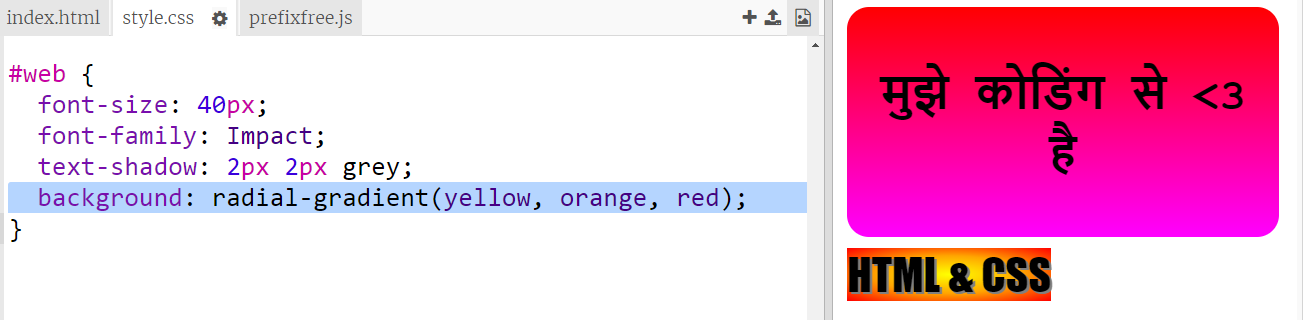 index.html style.css prefixfree.js
#web {
font-size: 40px;
font-family: Impact;
text-shadow: 2px 2px grey;
background: radial-gradient(yellow, orange, red);
}
मुझे कोडिंग से <3
है
HTML & CSS